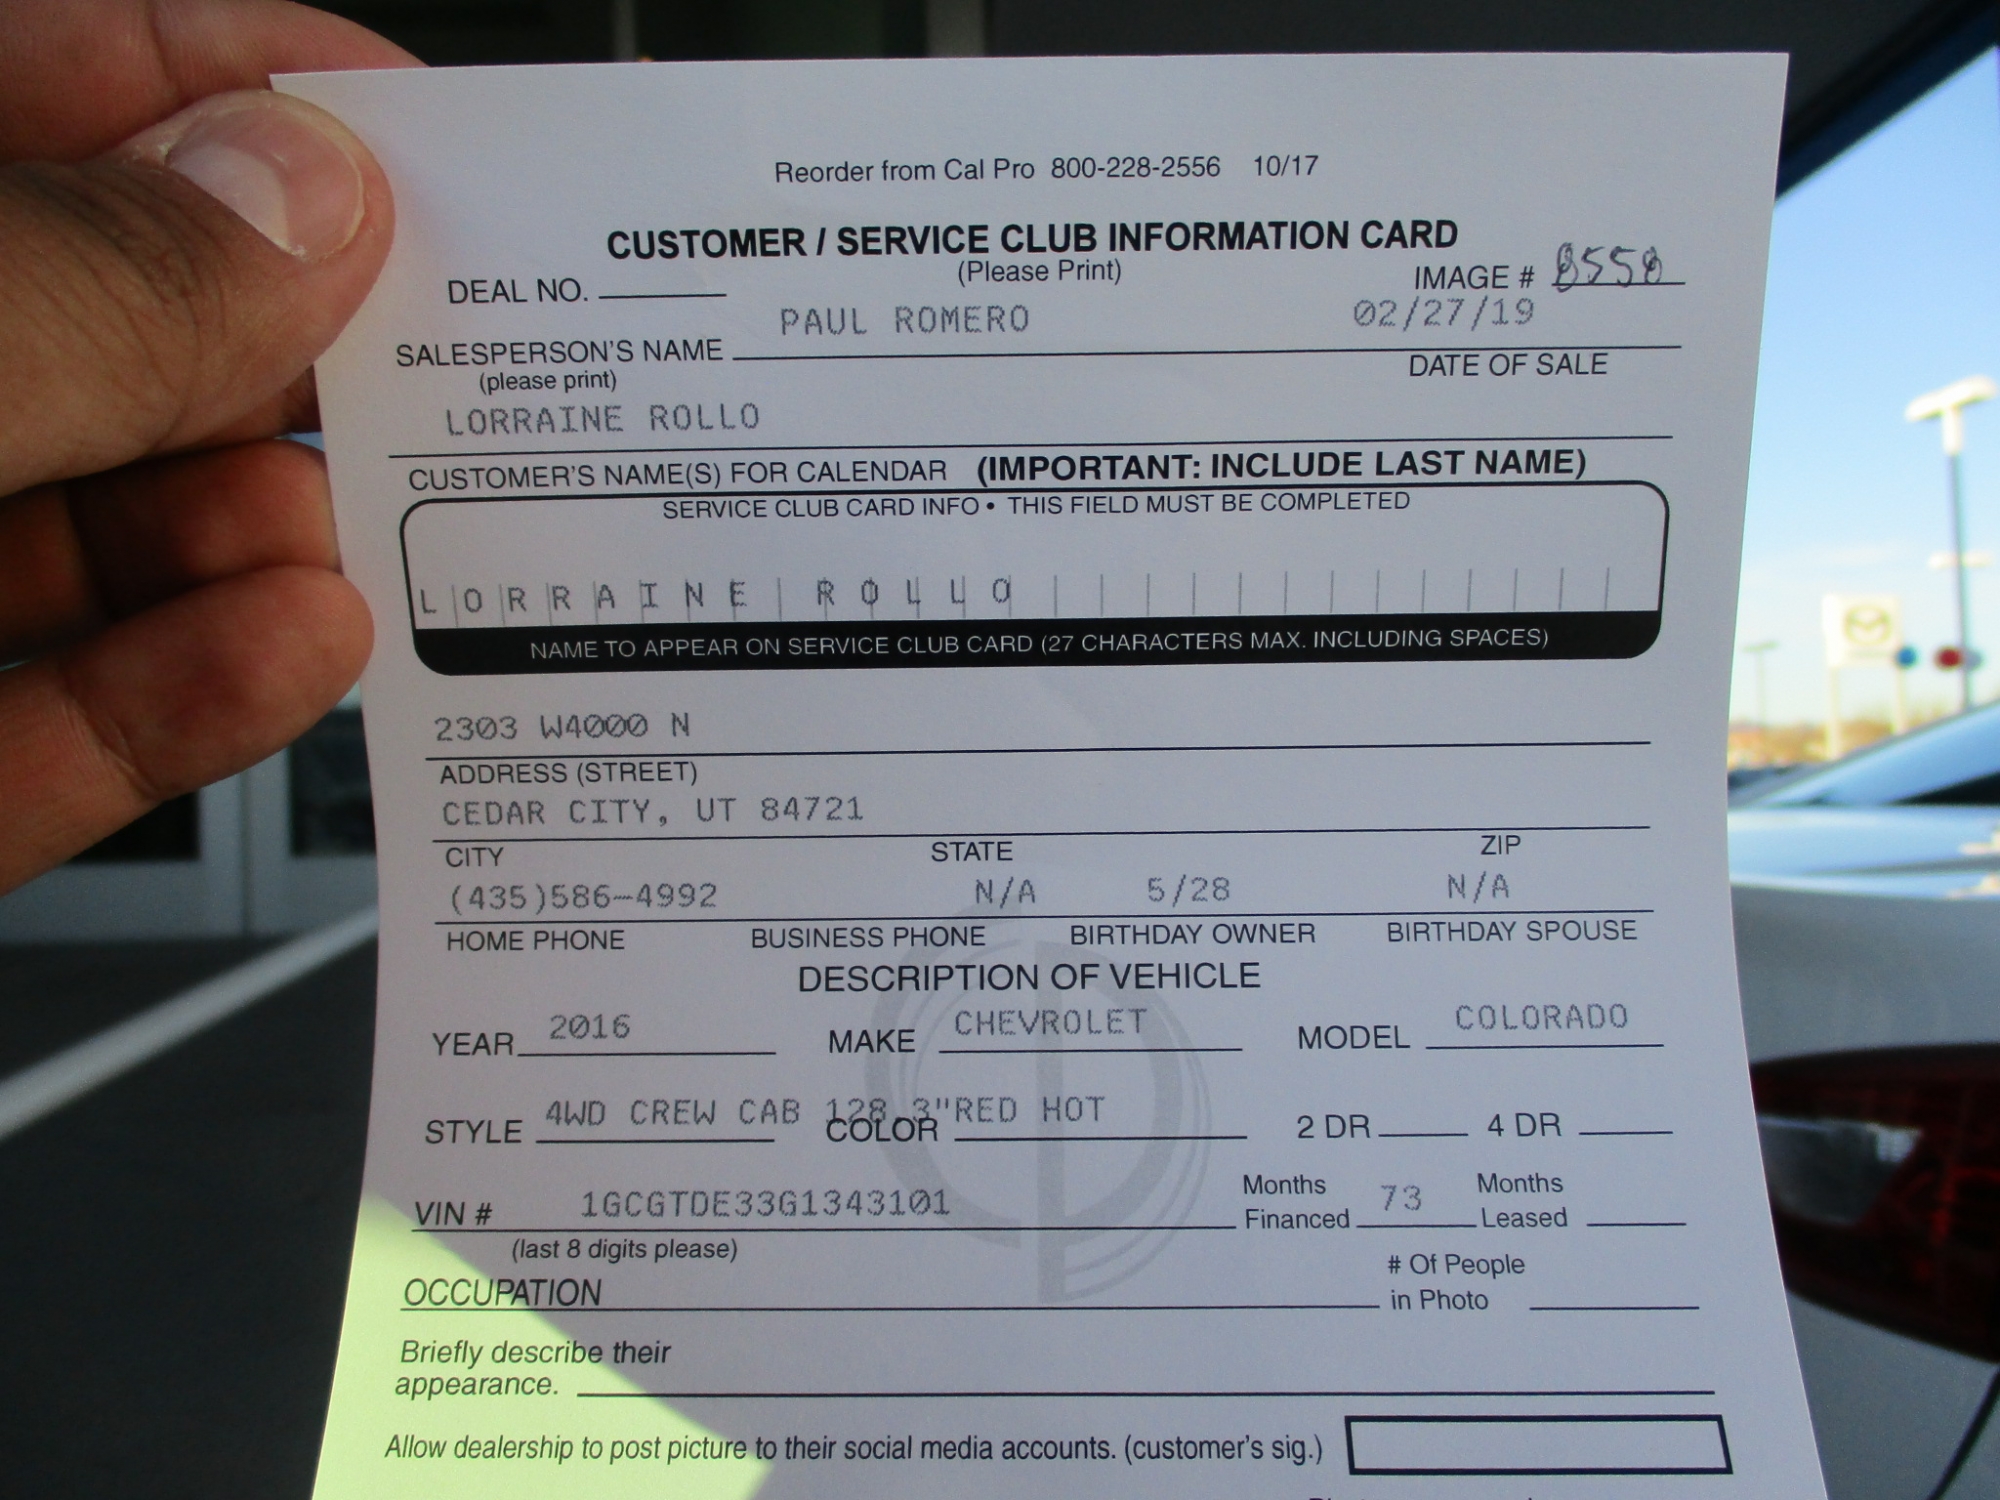 Reorder from Cal Pro 800-228-2556 10/17
CUSTOMER / SERVICE CLUB INFORMATION CARD
(Please Print)
DEAL NO. IMAGE # 8558
PAUL ROMERO 02/27/19
SALESPERSON'S NAME DATE OF SALE
(please print)
LORRAINE ROLLO
CUSTOMER'S NAME(S) FOR CALENDAR (IMPORTANT: INCLUDE LAST NAME)
SERVICE CLUB CARD INFO • THIS FIELD MUST BE COMPLETED
LORRAINE ROLLO
NAME TO APPEAR ON SERVICE CLUB CARD (27 CHARACTERS MAX. INCLUDING SPACES)
2303 W4000 N
ADDRESS (STREET)
CEDAR CITY, UT 84721
CITY STATE ZIP
(435)586-4992 N/A 5/28 N/A
HOME PHONE BUSINESS PHONE BIRTHDAY OWNER BIRTHDAY SPOUSE
DESCRIPTION OF VEHICLE
YEAR 2016 MAKE CHEVROLET MODEL COLORADO
STYLE 4WD CREW CAB 128.3" COLOR RED HOT 2 DR 4 DR
VIN # 1GCGTDE33G1343101 Months Financed 73 Months Leased
(last 8 digits please)
OCCUPATION # Of People in Photo
Briefly describe their
appearance.
Allow dealership to post picture to their social media accounts. (customer's sig.)